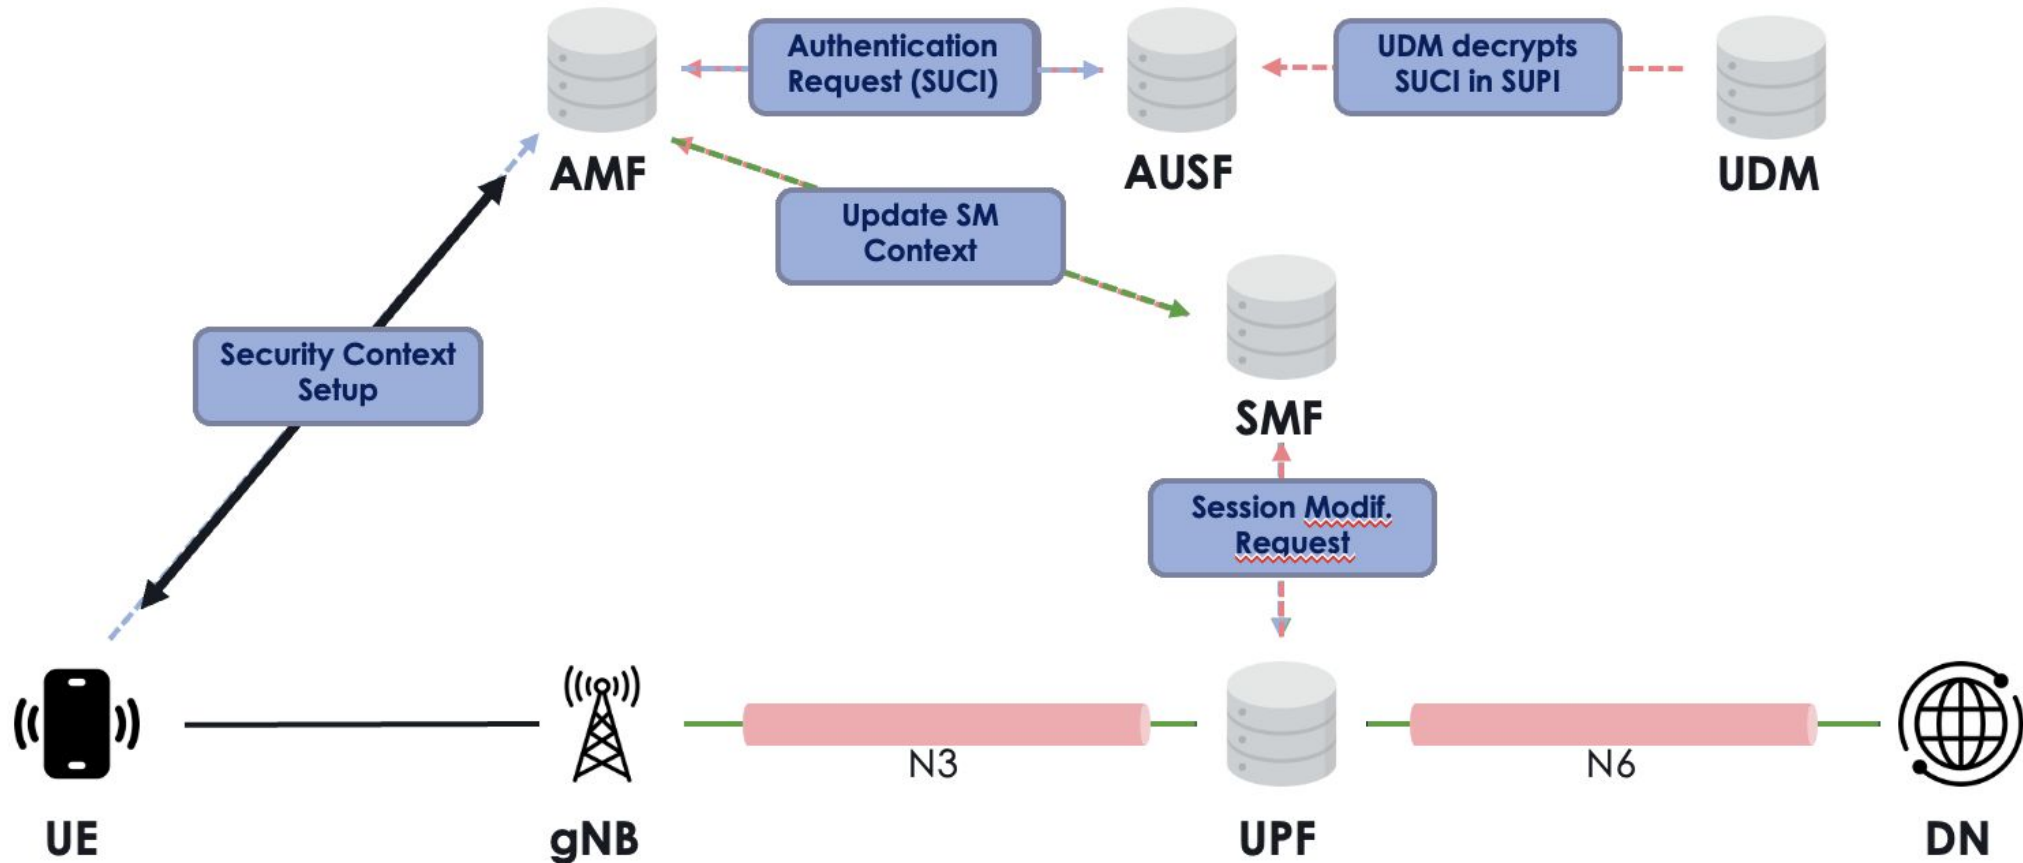 Authentication
Request (SUCI)
UDM decrypts
SUCI in SUPI
AMF
AUSF
UDM
Update SM
Context
Security Context
Setup
SMF
Session Modif.
Request
N3
N6
UE
gNB
UPF
DN